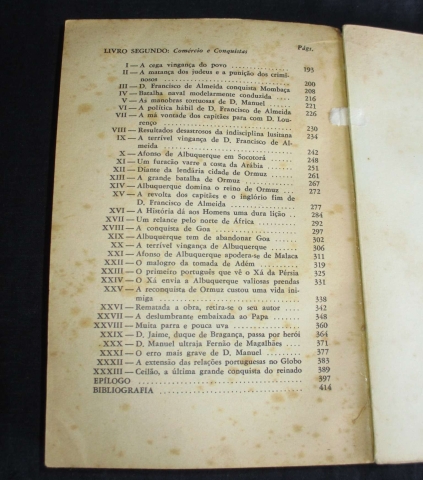 LIVRO SEGUNDO: Comércio e Conquistas Págs.
I — A cega vingança do povo .................. 193
II — A matança dos judeus e a punição dos crimi-
nosos .................. 200
III — D. Francisco de Almeida conquista Mombaça 208
IV — Batalha naval modelarmente conduzida .... 216
V — As manobras tortuosas de D. Manuel ...... 221
VI — A política hábil de D. Francisco de Almeida 226
VII — A má vontade dos capitães para com D. Lou-
renço .................. 230
VIII — Resultados desastrosos da indisciplina lusitana 234
IX — A terrível vingança de D. Francisco de Al-
meida .................. 242
X — Afonso de Albuquerque em Socotorá ...... 248
XI — Um furacão varre a costa da Arábia ...... 251
XII — Diante da lendária cidade de Ormuz ...... 261
XIII — A grande batalha de Ormuz .............. 267
XIV — Albuquerque domina o reino de Ormuz .... 272
XV — A revolta dos capitães e o inglório fim de
D. Francisco de Almeida .................. 277
XVI — A História dá aos Homens uma dura lição .. 284
XVII — Um relance pelo norte de África .......... 292
XVIII — A conquista de Goa .................. 297
XIX — Albuquerque tem de abandonar Goa ...... 302
XX — A terrível vingança de Albuquerque ...... 306
XXI — Afonso de Albuquerque apodera-se de Malaca 311
XXII — O malogro da tomada de Adém .......... 319
XXIII — O primeiro português que vê o Xá da Pérsia 325
XXIV — O Xá envia a Albuquerque valiosas prendas 331
XXV — A reconquista de Ormuz custou uma vida ini-
miga .................. 338
XXVI — Rematada a obra, retira-se o seu autor .... 342
XXVII — A deslumbrante embaixada ao Papa ...... 348
XXVIII — Muita parra e pouca uva .............. 360
XXIX — D. Jaime, duque de Bragança, passa por herói 364
XXX — D. Manuel ultraja Fernão de Magalhães .... 371
XXXI — O erro mais grave de D. Manuel .......... 377
XXXII — A extensão das relações portuguesas no Globo 383
XXXIII — Ceilão, a última grande conquista do reinado 389
EPÍLOGO .................. 397
BIBLIOGRAFIA .................. 414